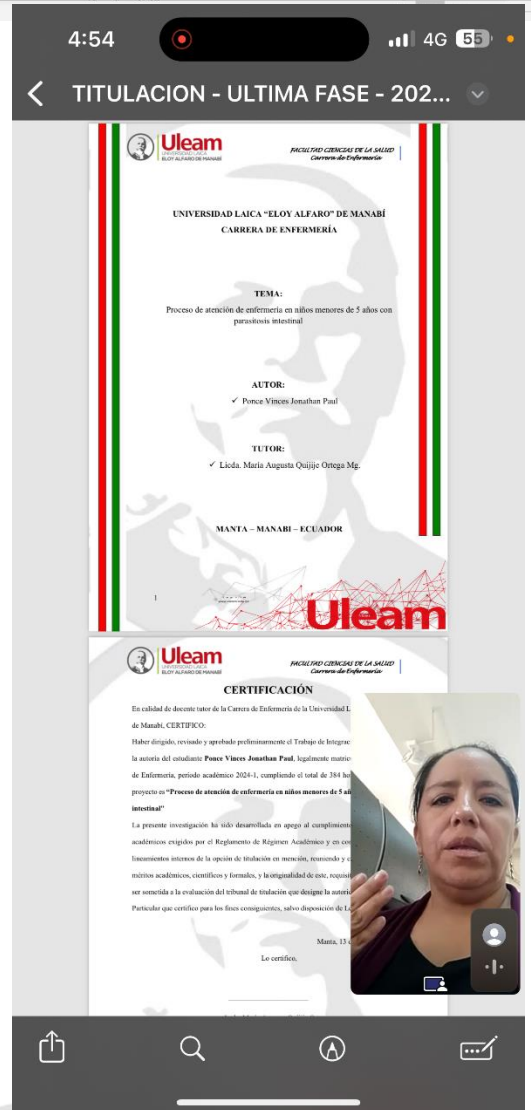 4:54
4G
55
TITULACION - ULTIMA FASE - 202...
Uleam
UNIVERSIDAD LAICA
ELOY ALFARO DE MANABÍ
FACULTAD CIENCIAS DE LA SALUD
Carrera de Enfermería
UNIVERSIDAD LAICA “ELOY ALFARO” DE MANABÍ
CARRERA DE ENFERMERÍA
TEMA:
Proceso de atención de enfermería en niños menores de 5 años con
parasitosis intestinal
AUTOR:
✓ Ponce Vinces Jonathan Paul
TUTOR:
✓ Licda. María Augusta Quijije Ortega Mg.
MANTA – MANABI – ECUADOR
1
Uleam
Uleam
UNIVERSIDAD LAICA
ELOY ALFARO DE MANABÍ
FACULTAD CIENCIAS DE LA SALUD
Carrera de Enfermería
CERTIFICACIÓN
En calidad de docente tutor de la Carrera de Enfermería de la Universidad L
de Manabí, CERTIFICO:
Haber dirigido, revisado y aprobado preliminarmente el Trabajo de Integrac
la autoría del estudiante Ponce Vinces Jonathan Paul, legalmente matric
de Enfermería, periodo académico 2024-1, cumpliendo el total de 384 ho
proyecto es “Proceso de atención de enfermería en niños menores de 5 añ
intestinal”
La presente investigación ha sido desarrollada en apego al cumplimiento
académicos exigidos por el Reglamento de Régimen Académico y en con
lineamientos internos de la opción de titulación en mención, reuniendo y c
méritos académicos, científicos y formales, y la originalidad de este, requisit
ser sometida a la evaluación del tribunal de titulación que designe la autorid
Particular que certifico para los fines consiguientes, salvo disposición de L
Manta, 13 d
Lo certifico,